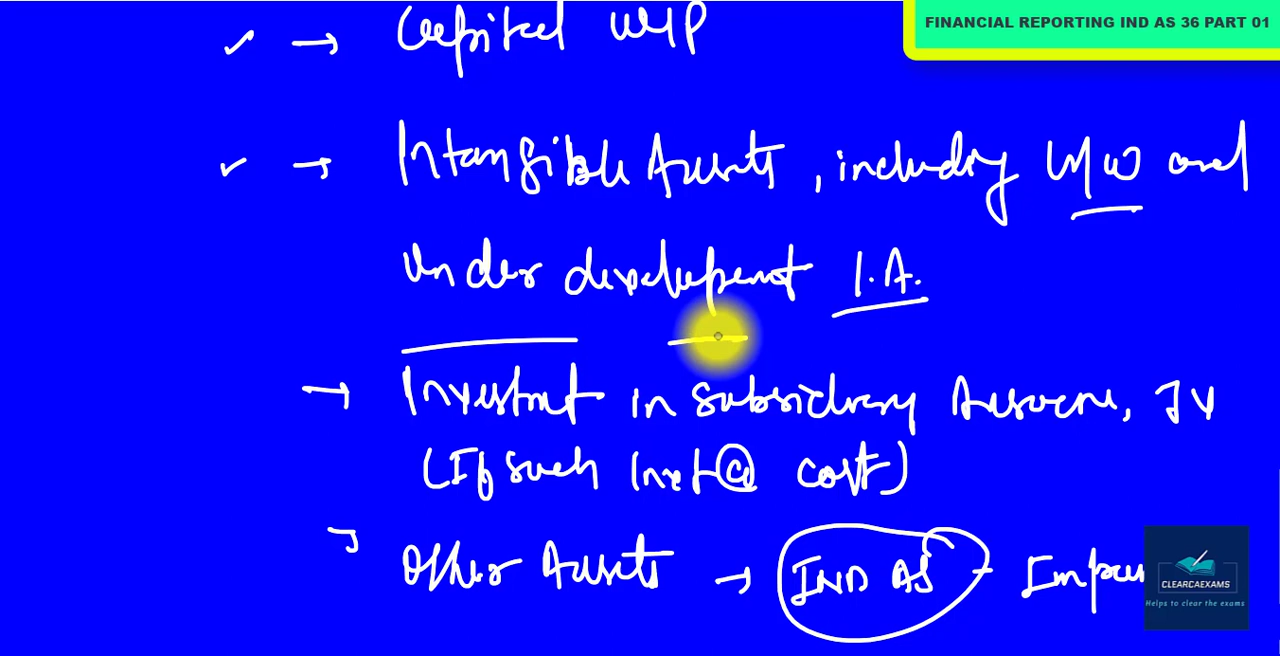 FINANCIAL REPORTING IND AS 36 PART 01
✓ → Capital WIP
✓ → Intangible Assets, including G/W and
under development I.A.
→ Investment in subsidiary Associate, JV
(If such Invt @ cost)
→ Other Assets → IND AS - Impai
CLEARCAEXAMS
Helps to clear the exams